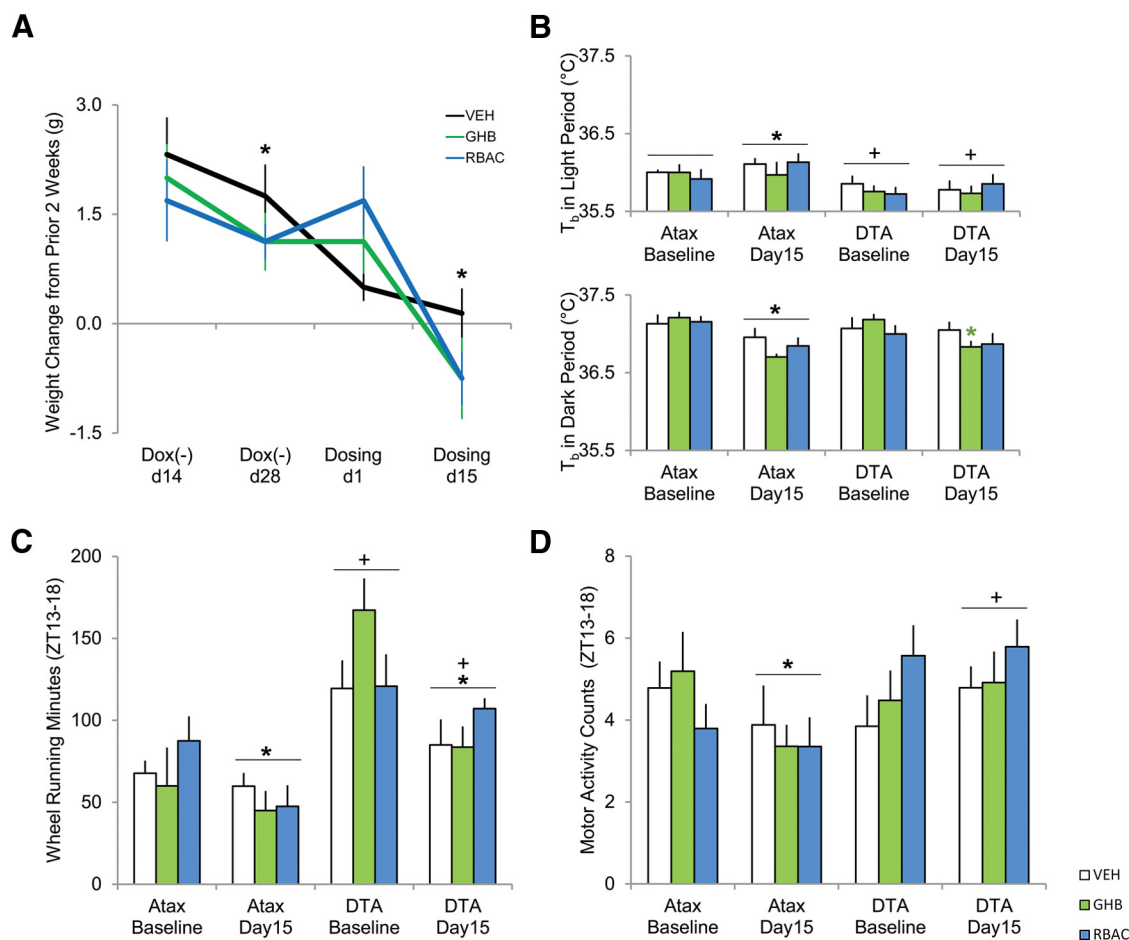 A
Weight Change from Prior 2 Weeks (g)
3.0
1.5
0.0
-1.5
VEH
GHB
RBAC
*
*
Dox(-)
d14
Dox(-)
d28
Dosing
d1
Dosing
d15
B
Tb in Light Period (°C)
37.5
36.5
35.5
*
+
+
Atax
Baseline
Atax
Day15
DTA
Baseline
DTA
Day15
Tb in Dark Period (°C)
37.5
36.5
35.5
*
*
Atax
Baseline
Atax
Day15
DTA
Baseline
DTA
Day15
C
Wheel Running Minutes (ZT13-18)
200
150
100
50
0
*
+
+
*
Atax
Baseline
Atax
Day15
DTA
Baseline
DTA
Day15
D
Motor Activity Counts (ZT13-18)
8
6
4
2
0
*
+
Atax
Baseline
Atax
Day15
DTA
Baseline
DTA
Day15
VEH
GHB
RBAC